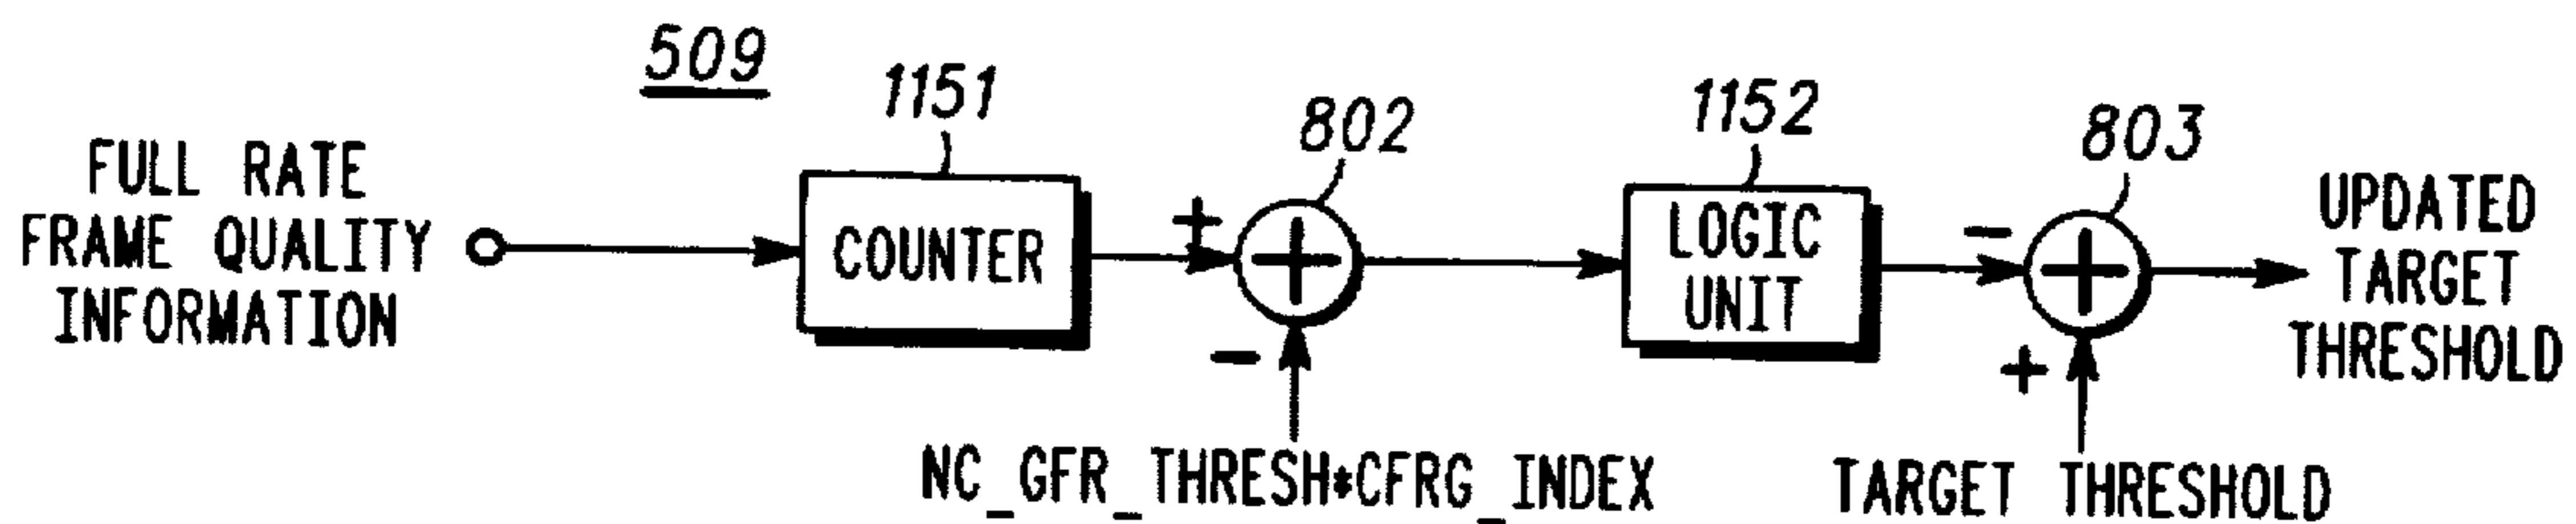 509
1151
802
1152
803
FULL RATE
FRAME QUALITY
INFORMATION
COUNTER
+
-
+
LOGIC
UNIT
-
+
+
UPDATED
TARGET
THRESHOLD
NC_GFR_THRESH*CFRG_INDEX
TARGET THRESHOLD